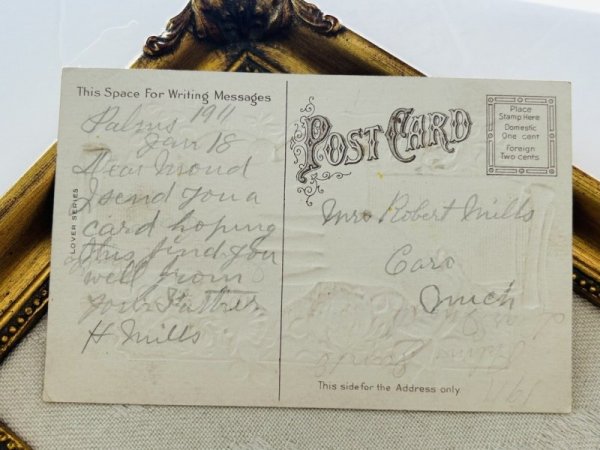 This Space For Writing Messages
Palms 1911
Jan 18
Dear
I send you a
card hoping
this find you
well from
your Father
H Mills
CLOVER SERIES
POST CARD
Place
Stamp Here
Domestic
One cent
Foreign
Two cents
Mrs Robert Mills
Caro
Mich
This side for the Address only.